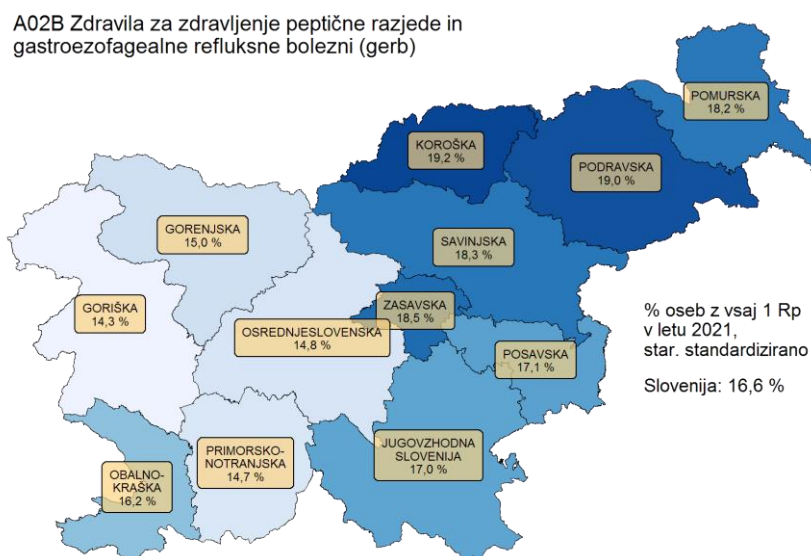 A02B Zdravila za zdravljenje peptične razjede in
gastroezofagealne refluksne bolezni (gerb)
POMURSKA
18,2 %
KOROŠKA
19,2 %
PODRAVSKA
19,0 %
GORENJSKA
15,0 %
SAVINJSKA
18,3 %
GORIŠKA
14,3 %
ZASAVSKA
18,5 %
OSREDNJESLOVENSKA
14,8 %
POSAVSKA
17,1 %
% oseb z vsaj 1 Rp
v letu 2021,
star. standardizirano
Slovenija: 16,6 %
PRIMORSKO-
NOTRANJSKA
14,7 %
JUGOVZHODNA
SLOVENIJA
17,0 %
OBALNO-
KRAŠKA
16,2 %